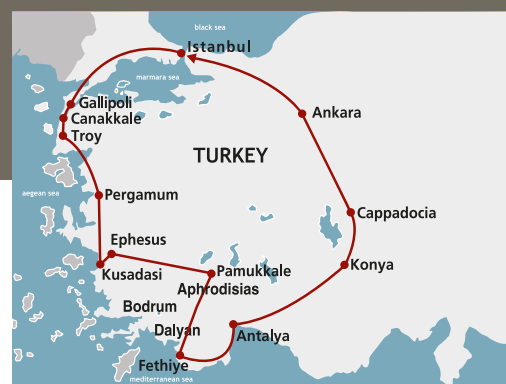 black sea
Istanbul
marmara sea
Gallipoli
Canakkale
Troy
Ankara
TURKEY
aegean sea
Pergamum
Cappadocia
Ephesus
Kusadasi
Pamukkale
Konya
Aphrodisias
Bodrum
Dalyan
Antalya
Fethiye
mediterranean sea